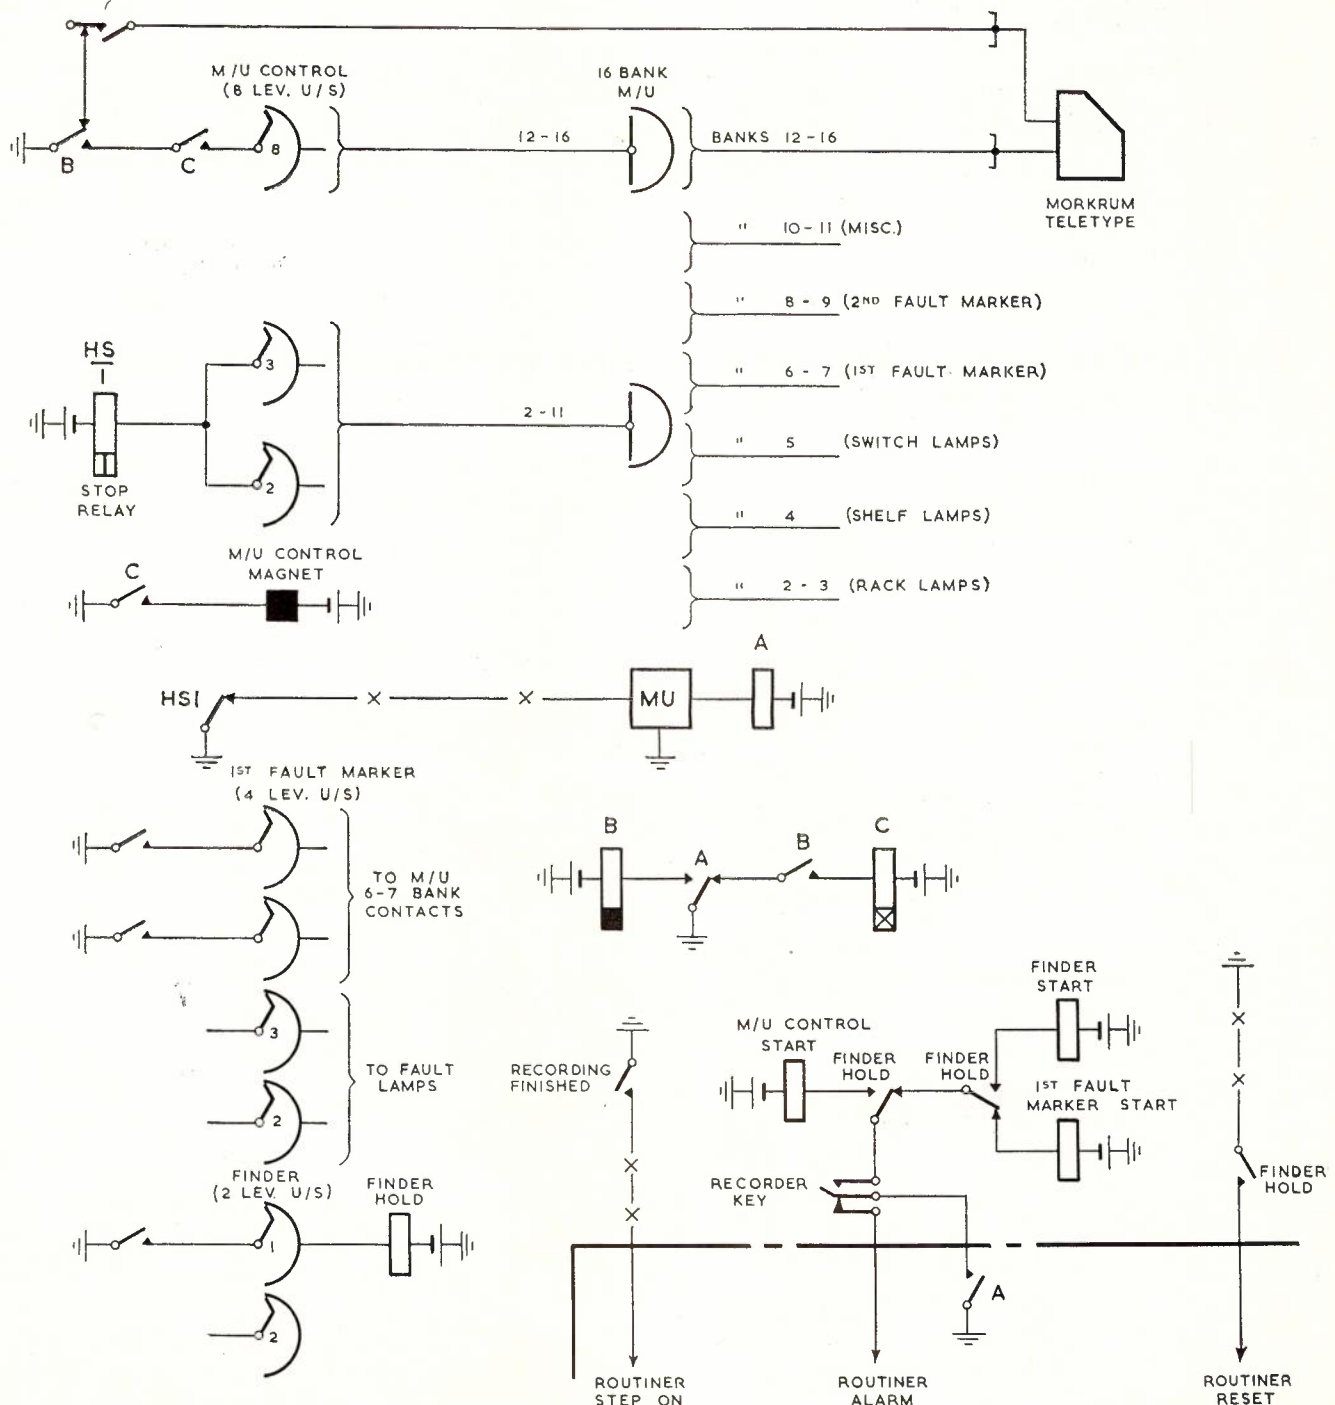 M/U CONTROL
(8 LEV. U/S)
16 BANK
M/U
B
C
8
12-16
BANKS 12-16
MORKRUM
TELETYPE
" 10-11 (MISC.)
" 8 - 9 (2ND FAULT MARKER)
HS
1
3
" 6 - 7 (1ST FAULT MARKER)
2-11
" 5 (SWITCH LAMPS)
2
STOP
RELAY
" 4 (SHELF LAMPS)
C
M/U CONTROL
MAGNET
" 2 - 3 (RACK LAMPS)
A
HS1
MU
1ST FAULT MARKER
(4 LEV. U/S)
TO M/U
6-7 BANK
CONTACTS
B
A
B
C
3
2
TO FAULT
LAMPS
RECORDING
FINISHED
M/U CONTROL
START
FINDER
HOLD
FINDER
HOLD
FINDER
START
1ST FAULT
MARKER START
FINDER
HOLD
RECORDER
KEY
FINDER
(2 LEV. U/S)
FINDER
HOLD
1
2
A
ROUTINER
STEP ON
ROUTINER
ALARM
ROUTINER
RESET